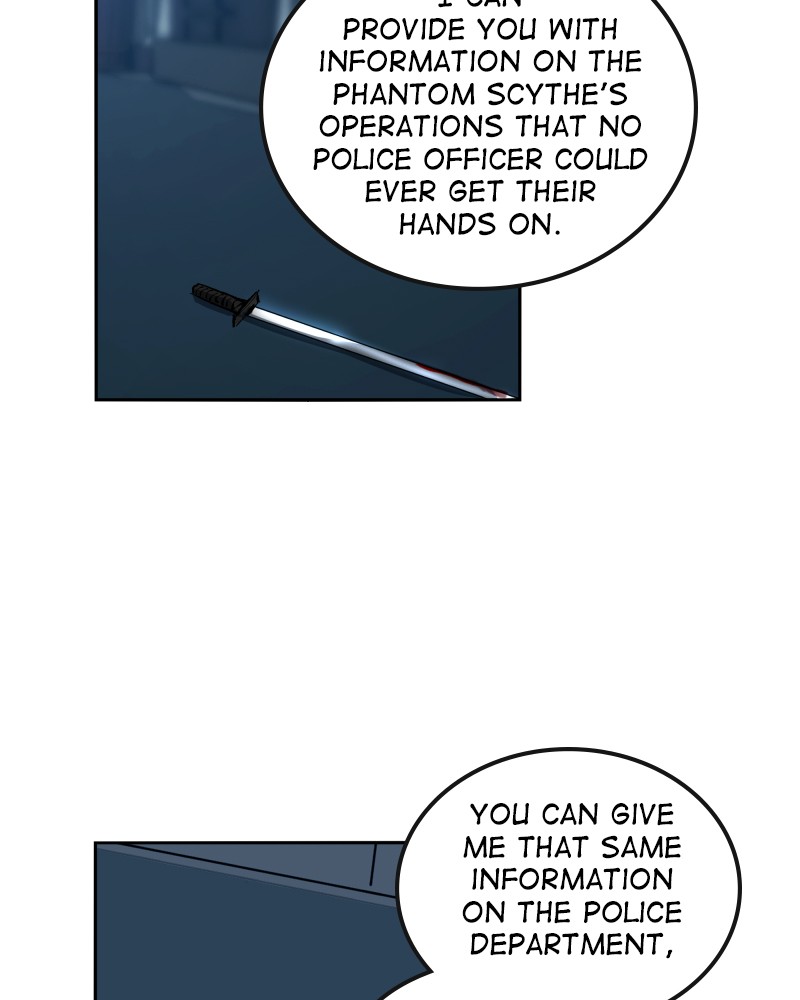 I CAN
PROVIDE YOU WITH
INFORMATION ON THE
PHANTOM SCYTHE'S
OPERATIONS THAT NO
POLICE OFFICER COULD
EVER GET THEIR
HANDS ON.
YOU CAN GIVE
ME THAT SAME
INFORMATION
ON THE POLICE
DEPARTMENT,